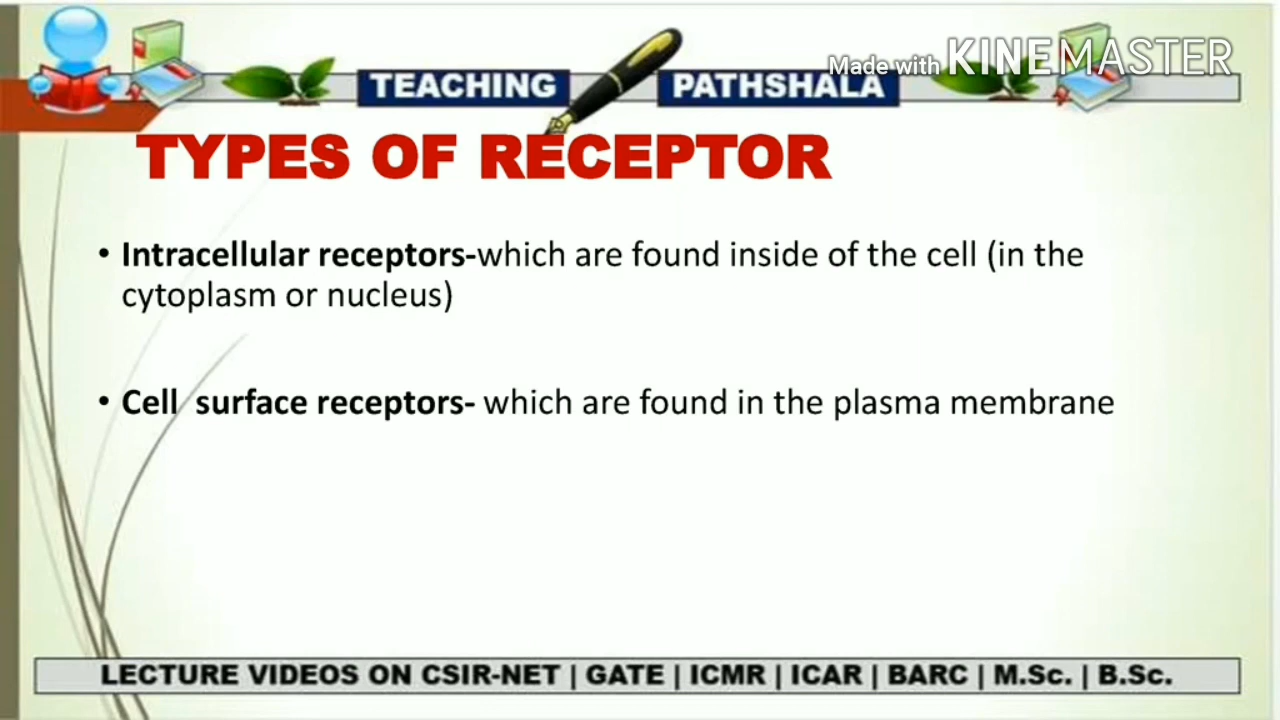 Made with KINEMASTER
TEACHING PATHSHALA
TYPES OF RECEPTOR
• Intracellular receptors-which are found inside of the cell (in the
cytoplasm or nucleus)
• Cell surface receptors- which are found in the plasma membrane
LECTURE VIDEOS ON CSIR-NET | GATE | ICMR | ICAR | BARC | M.Sc. | B.Sc.